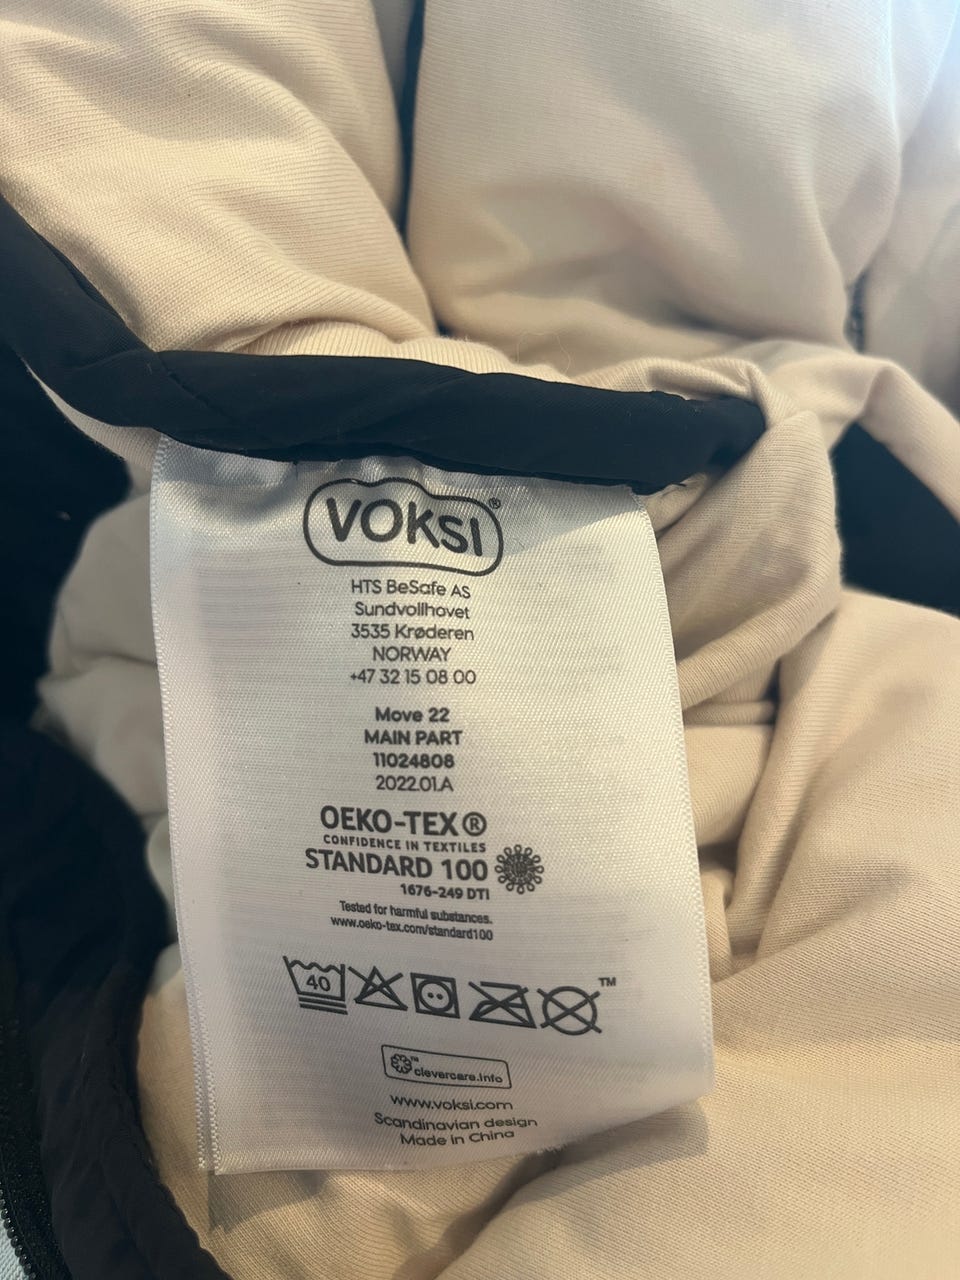 VOKSI®
HTS BeSafe AS
Sundvollhovet
3535 Krøderen
NORWAY
+47 32 15 08 00
Move 22
MAIN PART
11024808
2022.01.A
OEKO-TEX®
CONFIDENCE IN TEXTILES
STANDARD 100
1676-249 DTI
Tested for harmful substances.
www.oeko-tex.com/standard100
40 ™
™ clevercare.info
www.voksi.com
Scandinavian design
Made in China